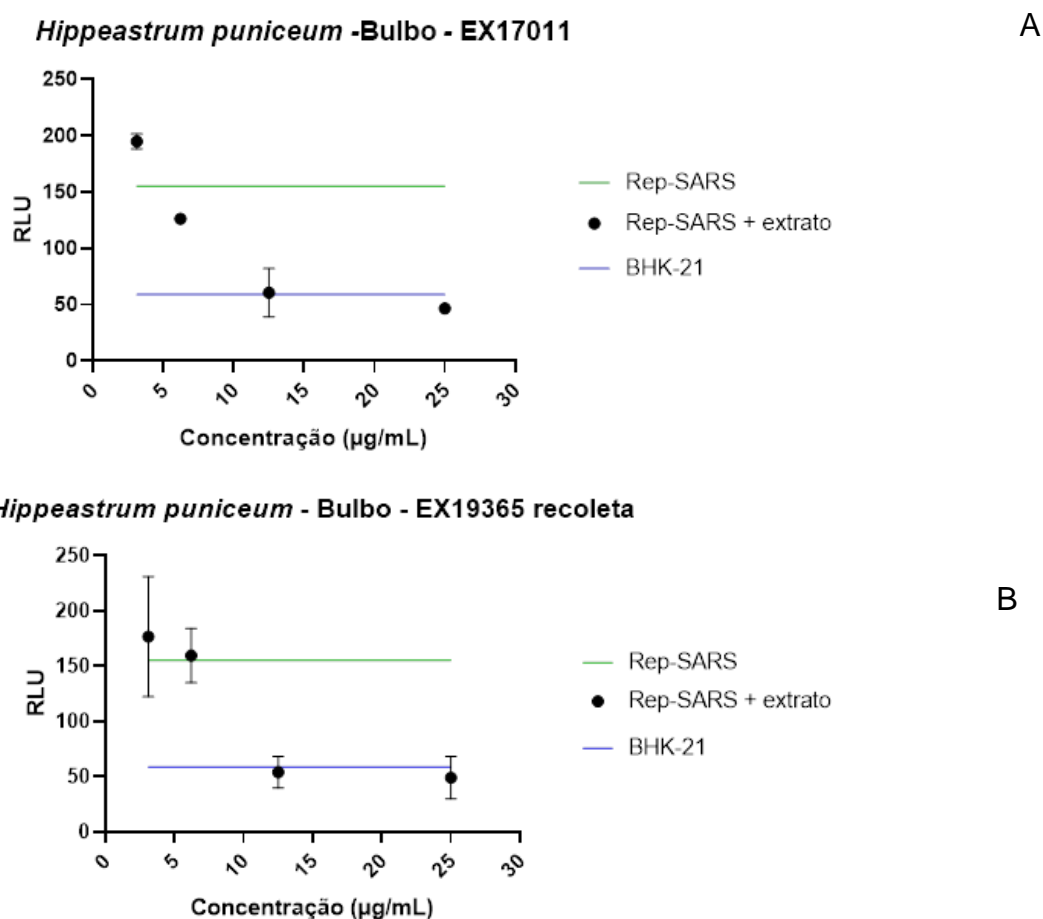 Hippeastrum puniceum -Bulbo - EX17011
A
250
200
150
100
50
0
RLU
0 5 10 15 20 25 30
Concentração (µg/mL)
Rep-SARS
Rep-SARS + extrato
BHK-21
Hippeastrum puniceum - Bulbo - EX19365 recoleta
B
250
200
150
100
50
0
RLU
0 5 10 15 20 25 30
Concentração (µg/mL)
Rep-SARS
Rep-SARS + extrato
BHK-21